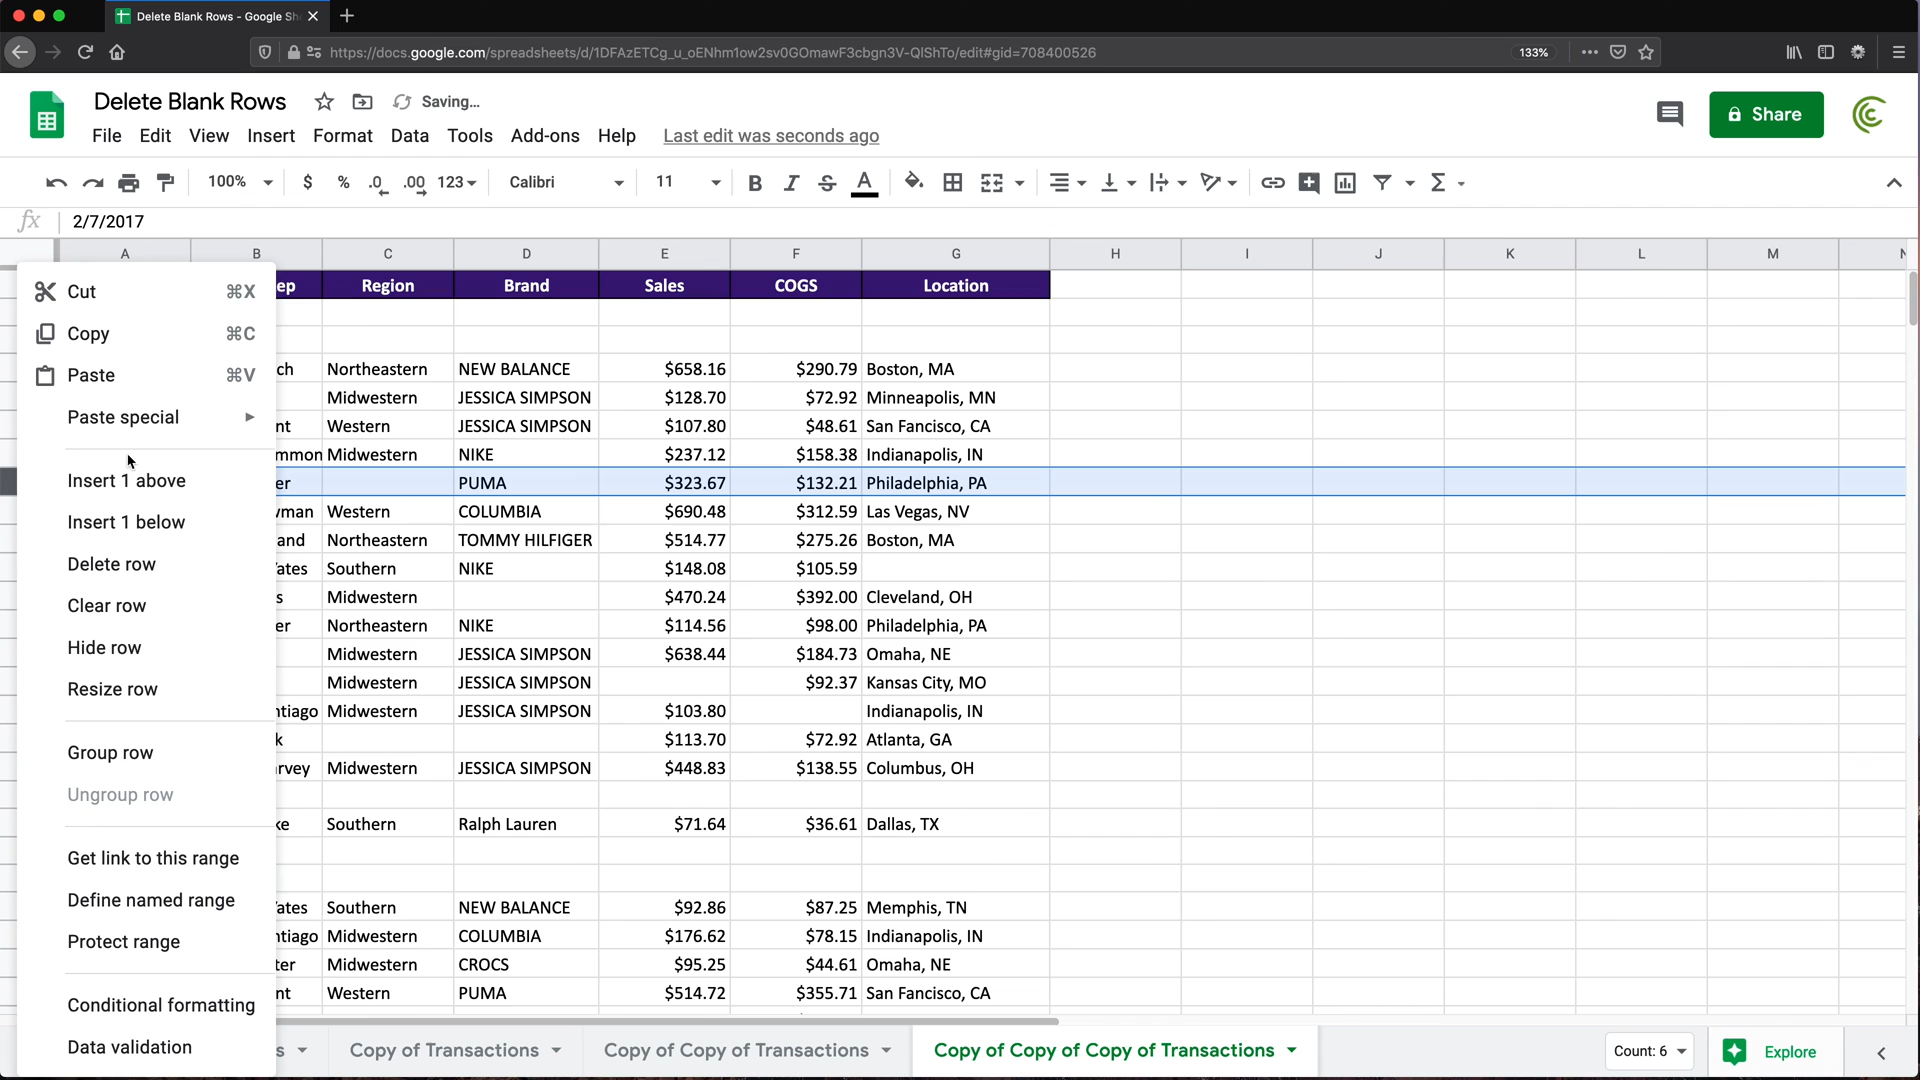 Delete Blank Rows - Google Sh
https://docs.google.com/spreadsheets/d/1DFAzETCg_u_oENhm1ow2sv0GOmawF3cbgn3V-QIShTo/edit#gid=708400526 133%
Delete Blank Rows Saving...
File Edit View Insert Format Data Tools Add-ons Help Last edit was seconds ago
Share
100% $ % .0 .00 123 Calibri 11 B I S A Σ
fx 2/7/2017
A B C D E F G H I J K L M N
ep Region Brand Sales COGS Location
Cut ⌘X
Copy ⌘C
Paste ⌘V
Paste special
Insert 1 above
Insert 1 below
Delete row
Clear row
Hide row
Resize row
Group row
Ungroup row
Get link to this range
Define named range
Protect range
Conditional formatting
Data validation
ch Northeastern NEW BALANCE $658.16 $290.79 Boston, MA
Midwestern JESSICA SIMPSON $128.70 $72.92 Minneapolis, MN
nt Western JESSICA SIMPSON $107.80 $48.61 San Fancisco, CA
mmon Midwestern NIKE $237.12 $158.38 Indianapolis, IN
er PUMA $323.67 $132.21 Philadelphia, PA
man Western COLUMBIA $690.48 $312.59 Las Vegas, NV
and Northeastern TOMMY HILFIGER $514.77 $275.26 Boston, MA
ates Southern NIKE $148.08 $105.59
s Midwestern $470.24 $392.00 Cleveland, OH
er Northeastern NIKE $114.56 $98.00 Philadelphia, PA
Midwestern JESSICA SIMPSON $638.44 $184.73 Omaha, NE
Midwestern JESSICA SIMPSON $92.37 Kansas City, MO
ntiago Midwestern JESSICA SIMPSON $103.80 Indianapolis, IN
k $113.70 $72.92 Atlanta, GA
arvey Midwestern JESSICA SIMPSON $448.83 $138.55 Columbus, OH
ke Southern Ralph Lauren $71.64 $36.61 Dallas, TX
ates Southern NEW BALANCE $92.86 $87.25 Memphis, TN
ntiago Midwestern COLUMBIA $176.62 $78.15 Indianapolis, IN
ter Midwestern CROCS $95.25 $44.61 Omaha, NE
nt Western PUMA $514.72 $355.71 San Fancisco, CA
s Copy of Transactions Copy of Copy of Transactions Copy of Copy of Copy of Transactions Count: 6 Explore